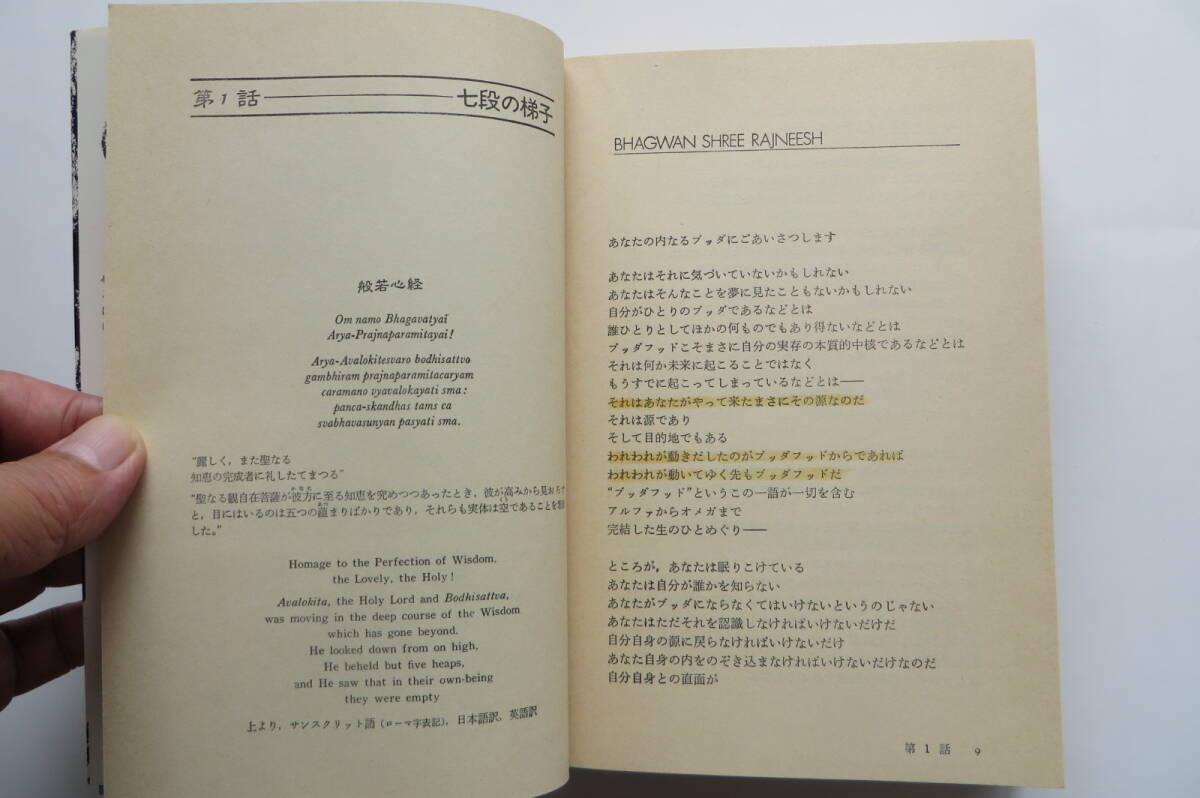 第1話
七段の梯子
般若心経
Om namo Bhagavatyai
Arya-Prajnaparamitayai!
Arya-Avalokitesvaro bodhisattvo
gambhiram prajnaparamitacaryam
caramano vyavalokayati sma:
panca-skandhas tams ca
svabhavasunyan pasyati sma.
"麗しく，また聖なる
知恵の完成者に礼したてまつる"
"聖なる観自在菩薩が彼方に至る知恵を究めつつあったとき，彼が高みから見おろす
と，目にはいるのは五つの蘊まりばかりであり，それらも実体は空であることを
した。"
Homage to the Perfection of Wisdom.
the Lovely, the Holy!
Avalokita, the Holy Lord and Bodhisattva,
was moving in the deep course of the Wisdom
which has gone beyond.
He looked down from on high,
He beheld but five heaps,
and He saw that in their own-being
they were empty
上より，サンスクリット語（ローマ字表記），日本語訳，英語訳
BHAGWAN SHREE RAJNEESH
あなたの内なるブッダにごあいさつします
あなたはそれに気づいていないかもしれない
あなたはそんなことを夢に見たこともないかもしれない
自分がひとりのブッダであるなどとは
誰ひとりとしてほかの何ものでもあり得ないなどとは
ブッダフッドこそまさに自分の実存の本質的中核であるなどとは
それは何か未来に起こることではなく
もうすでに起こってしまっているなどとは——
それはあなたがやって来たまさにその源なのだ
それは源であり
そして目的地でもある
われわれが動きだしたのがブッダフッドからであれば
われわれが動いてゆく先もブッダフッドだ
"ブッダフッド"というこの一語が一切を含む
アルファからオメガまで
完結した生のひとめぐり——
ところが，あなたは眠りこけている
あなたは自分が誰かを知らない
あなたがブッダにならなくてはいけないというのじゃない
あなたはただそれを認識しなければいけないだけだ
自分自身の源に戻らなければいけないだけ
あなた自身の内をのぞき込まなければいけないだけなのだ
自分自身との直面が
第1話 9